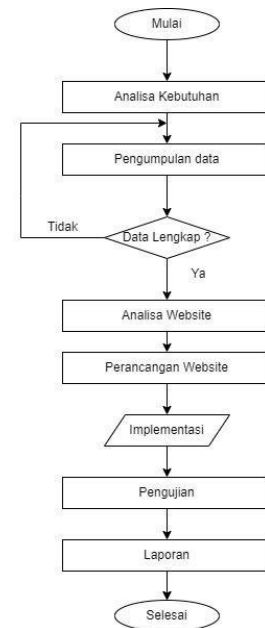 Mulai
Analisa Kebutuhan
Pengumpulan data
Tidak
Data Lengkap ?
Ya
Analisa Website
Perancangan Website
Implementasi
Pengujian
Laporan
Selesai